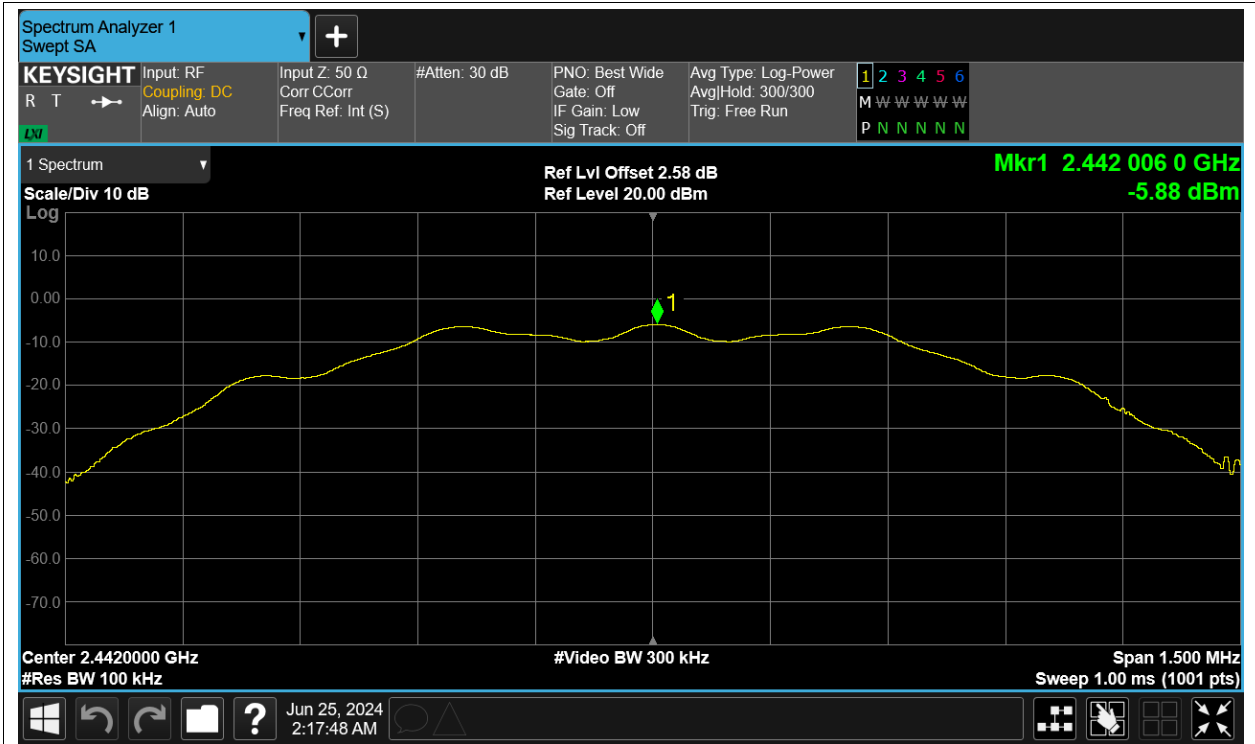 Spectrum Analyzer 1
Swept SA
KEYSIGHT
R T
LXI
Input: RF
Coupling: DC
Align: Auto
Input Z: 50 Ω
Corr CCorr
Freq Ref: Int (S)
#Atten: 30 dB
PNO: Best Wide
Gate: Off
IF Gain: Low
Sig Track: Off
Avg Type: Log-Power
Avg|Hold: 300/300
Trig: Free Run
1 2 3 4 5 6
M W W W W W W
P N N N N N
1 Spectrum
Scale/Div 10 dB
Log
Ref Lvl Offset 2.58 dB
Ref Level 20.00 dBm
Mkr1 2.442 006 0 GHz
-5.88 dBm
10.0
0.00
1
-10.0
-20.0
-30.0
-40.0
-50.0
-60.0
-70.0
Center 2.4420000 GHz
#Res BW 100 kHz
#Video BW 300 kHz
Span 1.500 MHz
Sweep 1.00 ms (1001 pts)
?
Jun 25, 2024
2:17:48 AM